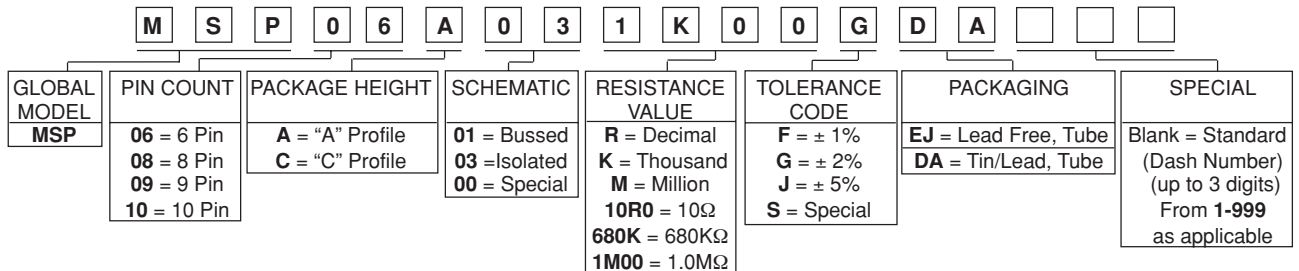 M S P 0 6 A 0 3 1 K 0 0 G D A
GLOBAL
MODEL
MSP
PIN COUNT
06 = 6 Pin
08 = 8 Pin
09 = 9 Pin
10 = 10 Pin
PACKAGE HEIGHT
A = “A” Profile
C = “C” Profile
SCHEMATIC
01 = Bussed
03 =Isolated
00 = Special
RESISTANCE
VALUE
R = Decimal
K = Thousand
M = Million
10R0 = 10Ω
680K = 680KΩ
1M00 = 1.0MΩ
TOLERANCE
CODE
F = ± 1%
G = ± 2%
J = ± 5%
S = Special
PACKAGING
EJ = Lead Free, Tube
DA = Tin/Lead, Tube
SPECIAL
Blank = Standard
(Dash Number)
(up to 3 digits)
From 1-999
as applicable